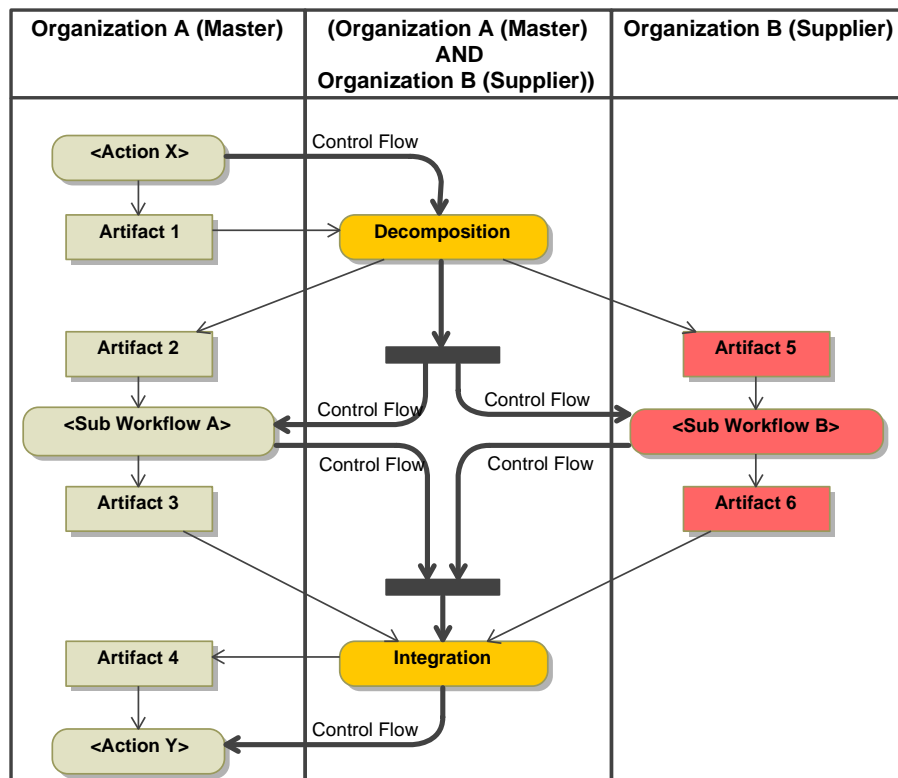 Organization A (Master)
(Organization A (Master)
AND
Organization B (Supplier))
Organization B (Supplier)
Control Flow
<Action X>
Artifact 1
Decomposition
Artifact 2
Artifact 5
Control Flow
Control Flow
<Sub Workflow A>
<Sub Workflow B>
Control Flow
Control Flow
Artifact 3
Artifact 6
Artifact 4
Integration
Control Flow
<Action Y>